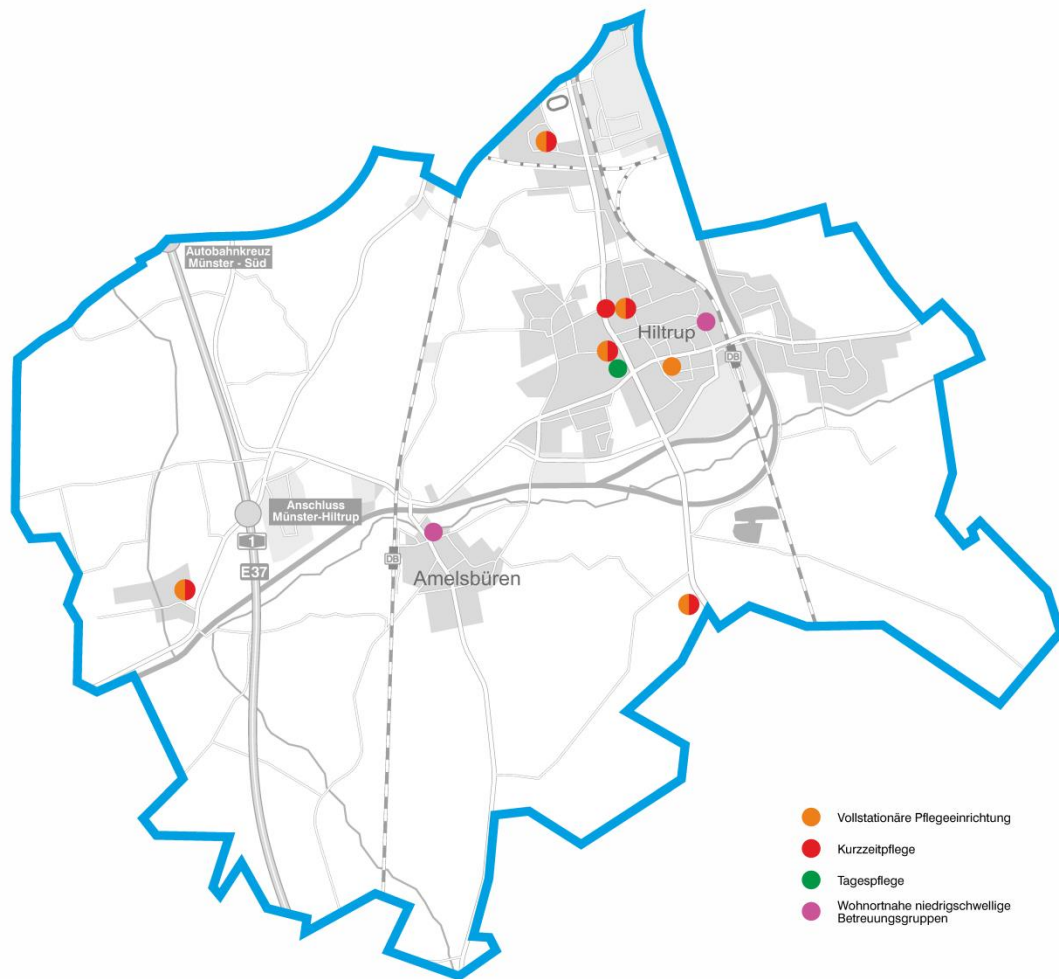 Autobahnkreuz
Münster - Süd
Hiltrup
DB
Anschluss
Münster-Hiltrup
1
E37
DB
Amelsbüren
Vollstationäre Pflegeeinrichtung
Kurzzeitpflege
Tagespflege
Wohnortnahe niedrigschwellige
Betreuungsgruppen